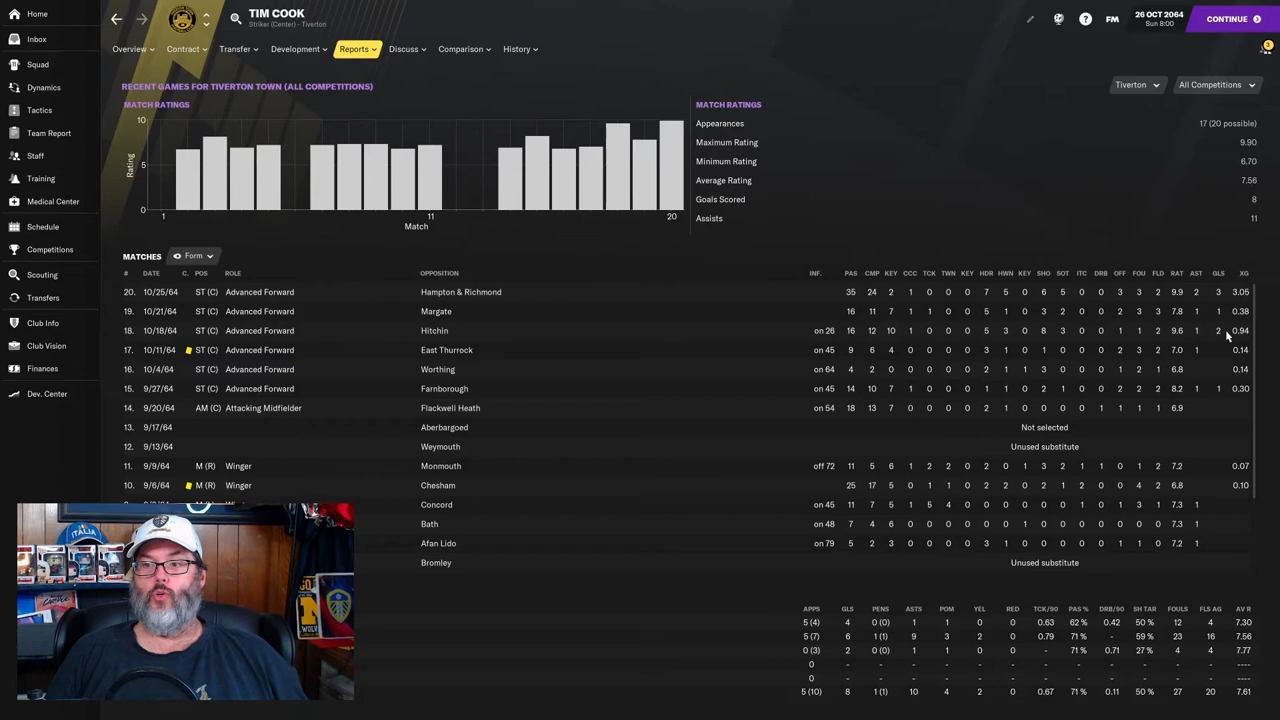 Home
Inbox
Squad
Dynamics
Tactics
Team Report
Staff
Training
Medical Center
Schedule
Competitions
Scouting
Transfers
Club Info
Club Vision
Finances
Dev. Center
TIM COOK
Striker (Center) - Tiverton
FM
26 OCT 2064
Sun 8:00
CONTINUE
Overview Contract Transfer Development Reports Discuss Comparison History
3
RECENT GAMES FOR TIVERTON TOWN (ALL COMPETITIONS)
Tiverton
All Competitions
MATCH RATINGS
10
5
0
Rating
1 11 20
Match
MATCH RATINGS
Appearances 17 (20 possible)
Maximum Rating 9.90
Minimum Rating 6.70
Average Rating 7.56
Goals Scored 8
Assists 11
MATCHES Form
# DATE C. POS ROLE OPPOSITION INF. PAS CMP KEY CCC TCK TWN KEY HDR HWN KEY SHO SOT ITC DRB OFF FOU FLD RAT AST GLS XG
20. 10/25/64 ST (C) Advanced Forward Hampton & Richmond 35 24 2 1 0 0 0 7 5 0 6 5 0 0 3 3 2 9.9 2 3 3.05
19. 10/21/64 ST (C) Advanced Forward Margate 16 11 7 1 1 0 0 5 1 0 3 2 0 0 2 3 3 7.8 1 1 0.38
18. 10/18/64 ST (C) Advanced Forward Hitchin on 26 16 12 10 1 0 0 0 5 3 0 8 3 0 0 1 1 2 9.6 1 2 0.94
17. 10/11/64 ST (C) Advanced Forward East Thurrock on 45 9 6 4 0 0 0 0 3 1 0 1 0 0 0 2 3 2 7.0 1 0.14
16. 10/4/64 ST (C) Advanced Forward Worthing on 64 4 2 0 0 0 0 0 2 1 1 3 0 0 0 0 2 1 6.8 0.14
15. 9/27/64 ST (C) Advanced Forward Farnborough on 45 14 10 7 1 0 0 0 1 1 0 2 1 0 0 2 2 2 8.2 1 1 0.30
14. 9/20/64 AM (C) Attacking Midfielder Flackwell Heath on 54 18 13 7 0 0 0 0 2 1 0 0 0 0 1 1 1 1 6.9
13. 9/17/64 Aberbargoed Not selected
12. 9/13/64 Weymouth Unused substitute
11. 9/9/64 M (R) Winger Monmouth off 72 11 5 6 1 2 2 0 2 0 1 3 2 1 1 0 1 2 7.2 0.07
10. 9/6/64 M (R) Winger Chesham 25 17 5 0 1 1 0 2 2 0 2 1 2 0 0 4 2 6.8 0.10
Concord on 45 11 7 5 1 5 4 0 0 0 0 0 0 1 0 1 3 1 7.3 1
Bath on 48 7 4 6 0 0 0 0 0 0 1 0 0 0 0 0 0 0 7.3 1
Afan Lido on 79 5 2 3 0 0 0 0 3 1 0 0 0 0 0 1 1 0 7.2 1
Bromley Unused substitute
APPS GLS PENS ASTS POM YEL RED TCK/90 PAS % DRB/90 SH TAR FOULS FLS AG AV R
5 (4) 4 0 (0) 1 1 0 0 0.63 62 % 0.42 50 % 12 4 7.30
5 (7) 6 1 (1) 9 3 2 0 0.79 71 % - 59 % 23 16 7.56
0 (3) 2 0 (0) 1 1 0 0 - 71 % 0.71 27 % 4 4 7.77
0 - - - - - - - - - - - - ----
0 - - - - - - - - - - - - ----
5 (10) 8 1 (1) 10 4 2 0 0.67 71 % 0.11 50 % 27 20 7.61
ITALIA